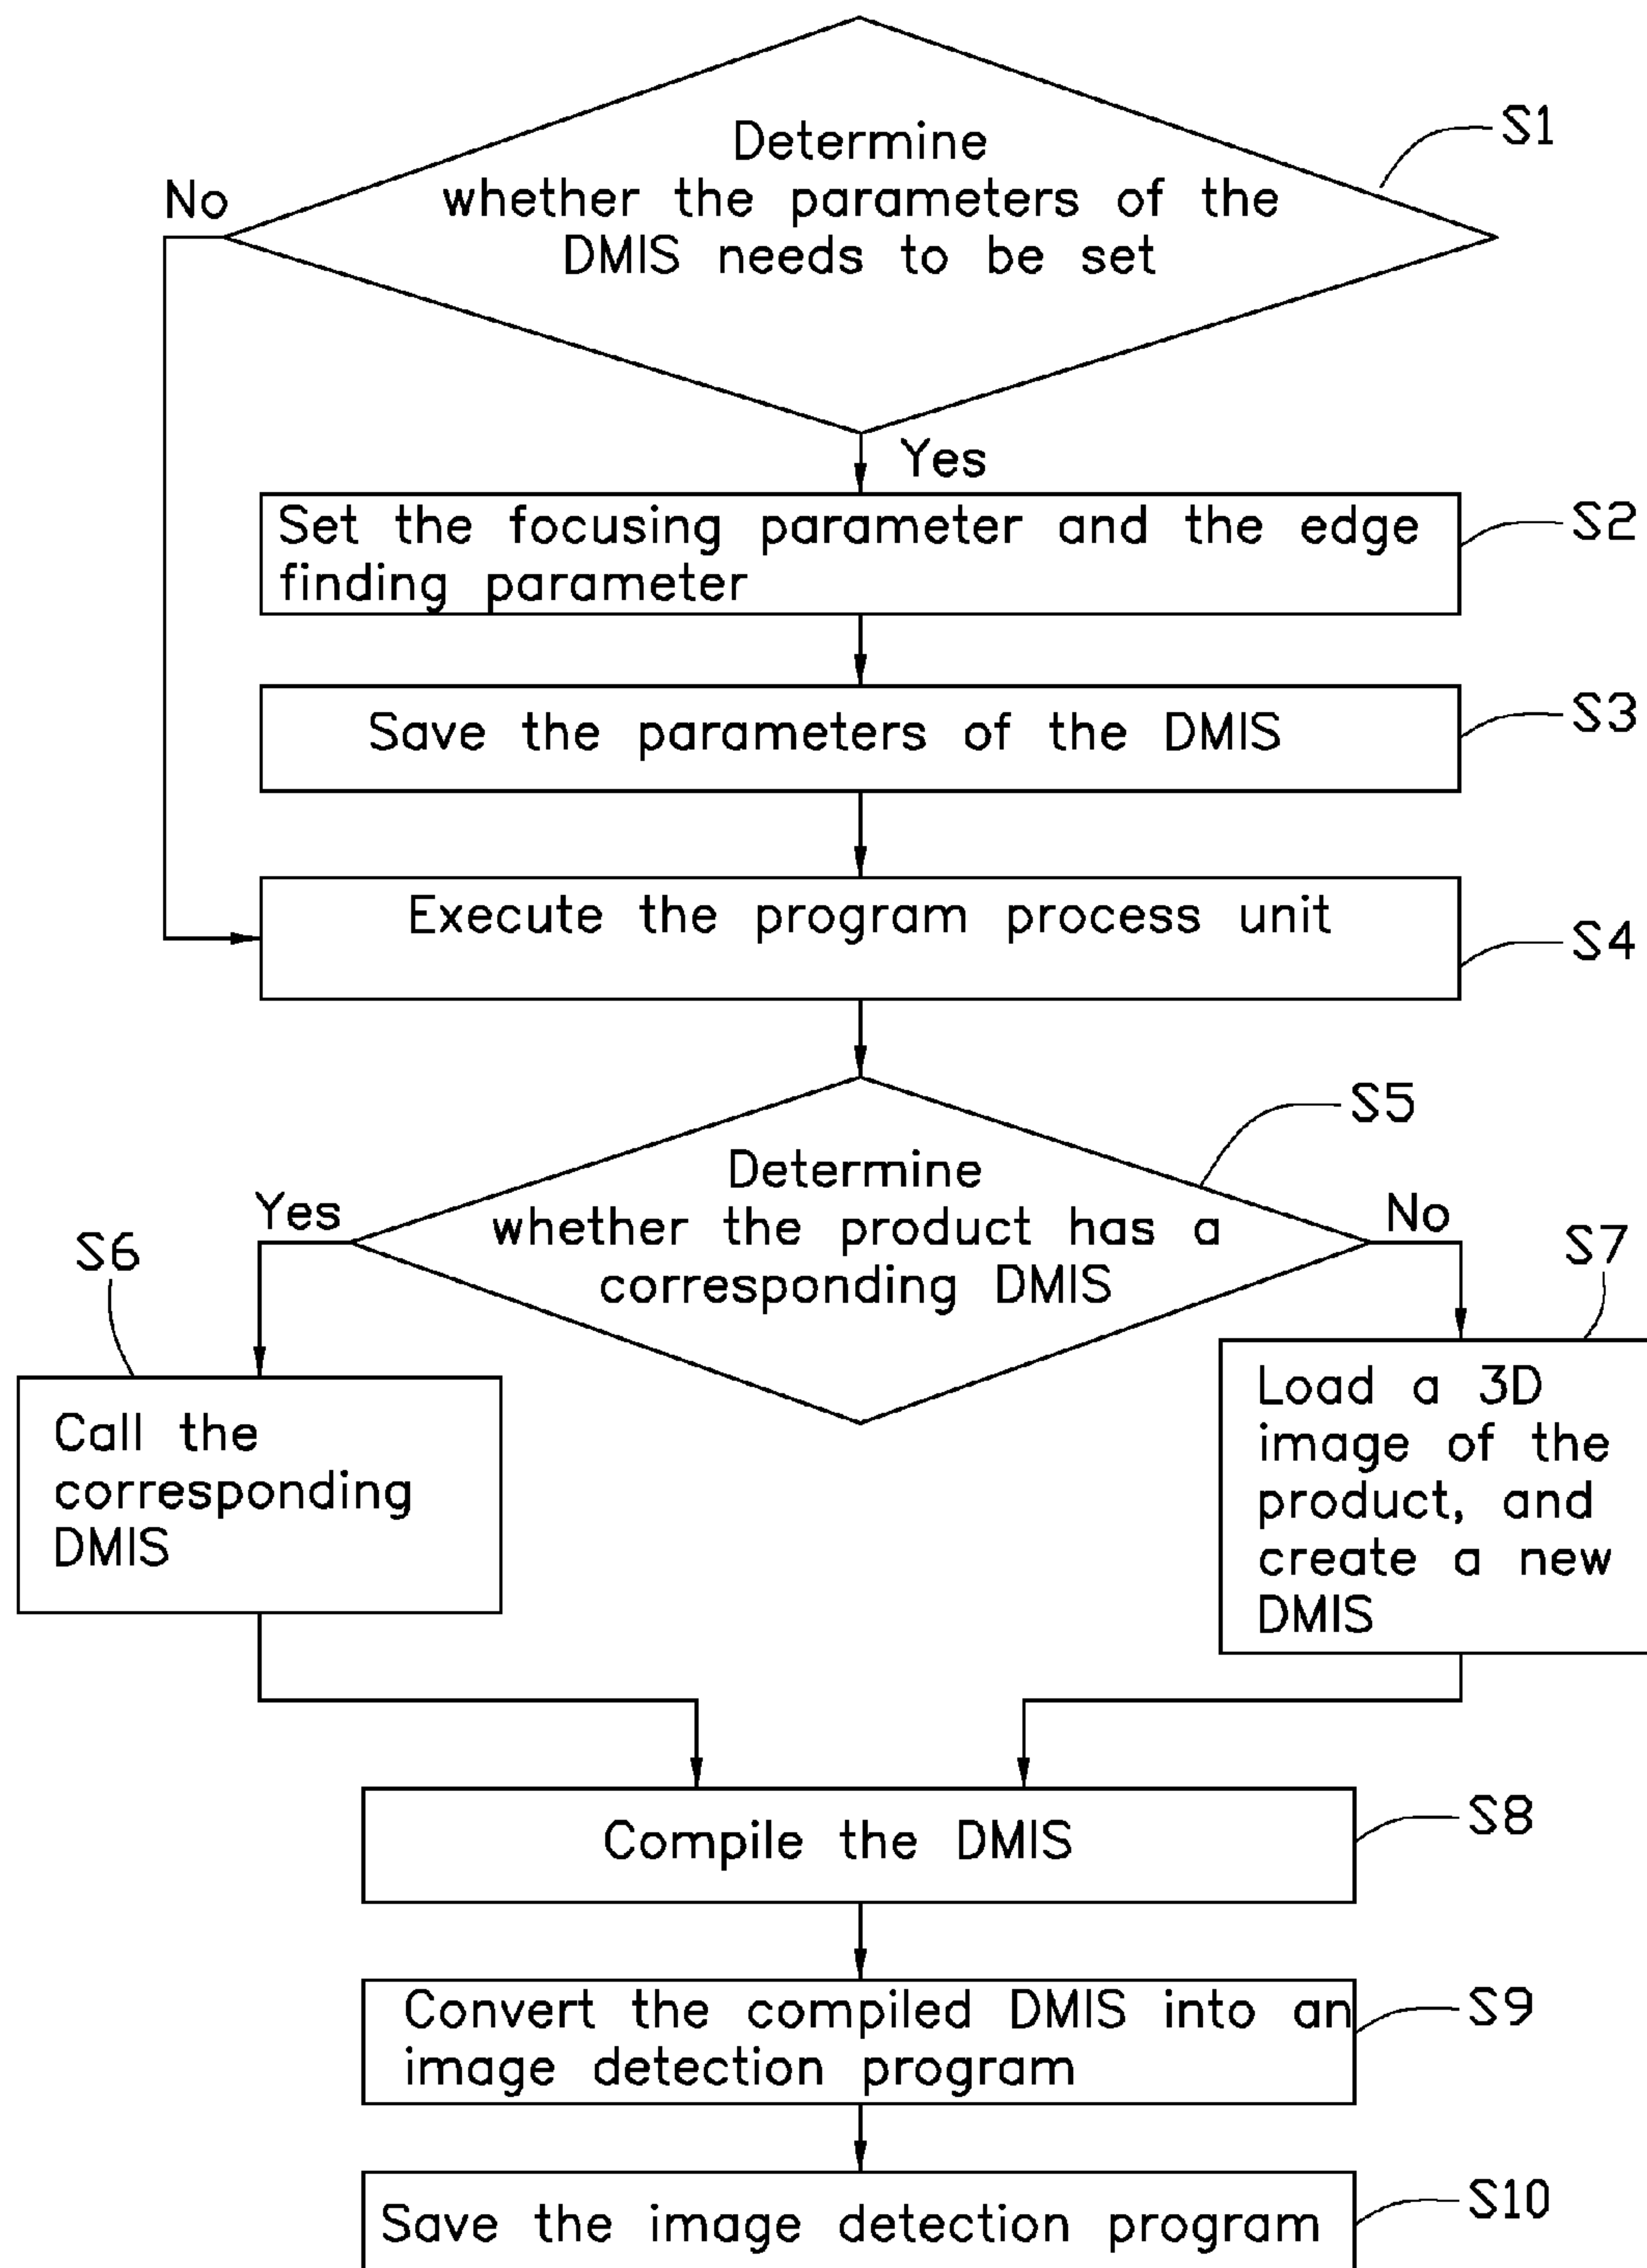 Determine
whether the parameters of the
DMIS needs to be set
S1
No
Yes
Set the focusing parameter and the edge
finding parameter
S2
Save the parameters of the DMIS
S3
Execute the program process unit
S4
Determine
whether the product has a
corresponding DMIS
S5
Yes
No
S6
Call the
corresponding
DMIS
S7
Load a 3D
image of the
product, and
create a new
DMIS
Compile the DMIS
S8
Convert the compiled DMIS into an
image detection program
S9
Save the image detection program
S10